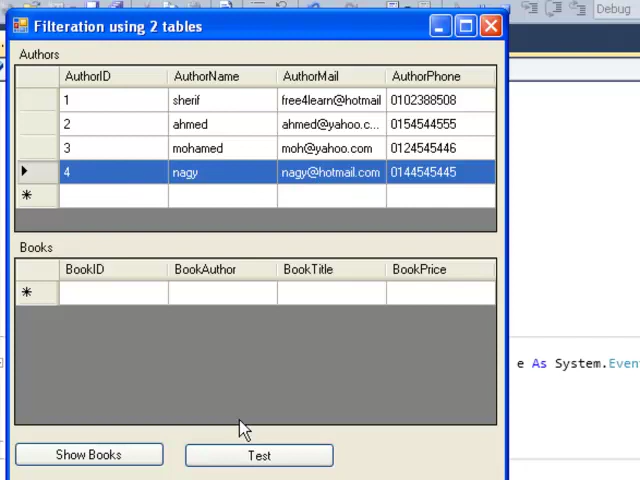 Debug
Filteration using 2 tables
Authors
AuthorID AuthorName AuthorMail AuthorPhone
1 sherif free4learn@hotmail 0102388508
2 ahmed ahmed@yahoo.c... 0154544555
3 mohamed moh@yahoo.com 0124545446
4 nagy nagy@hotmail.com 0144545445
Books
BookID BookAuthor BookTitle BookPrice
e As System.Even
Show Books Test